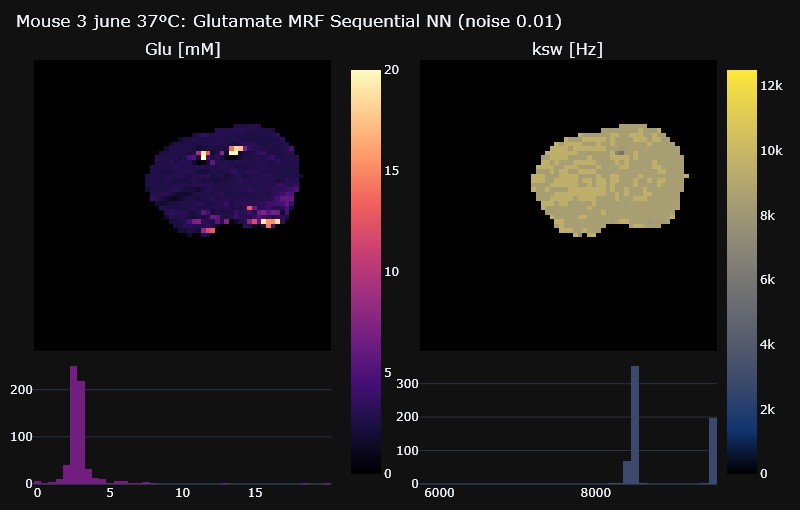 Mouse 3 june 37ºC: Glutamate MRF Sequential NN (noise 0.01)
Glu [mM]
ksw [Hz]
20
15
10
5
0
12k
10k
8k
6k
4k
2k
0
200
100
0
0
5
10
15
300
200
100
0
6000
8000